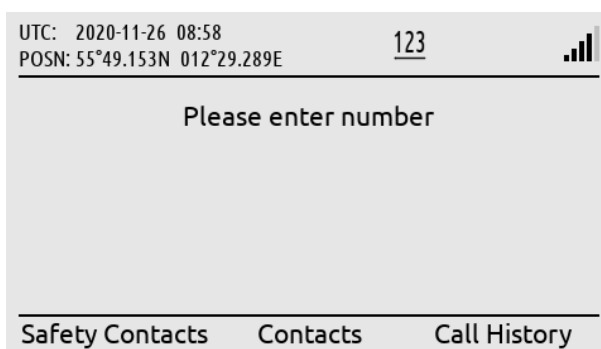 UTC: 2020-11-26 08:58
POSN: 55°49.153N 012°29.289E
123
Please enter number
Safety Contacts Contacts Call History